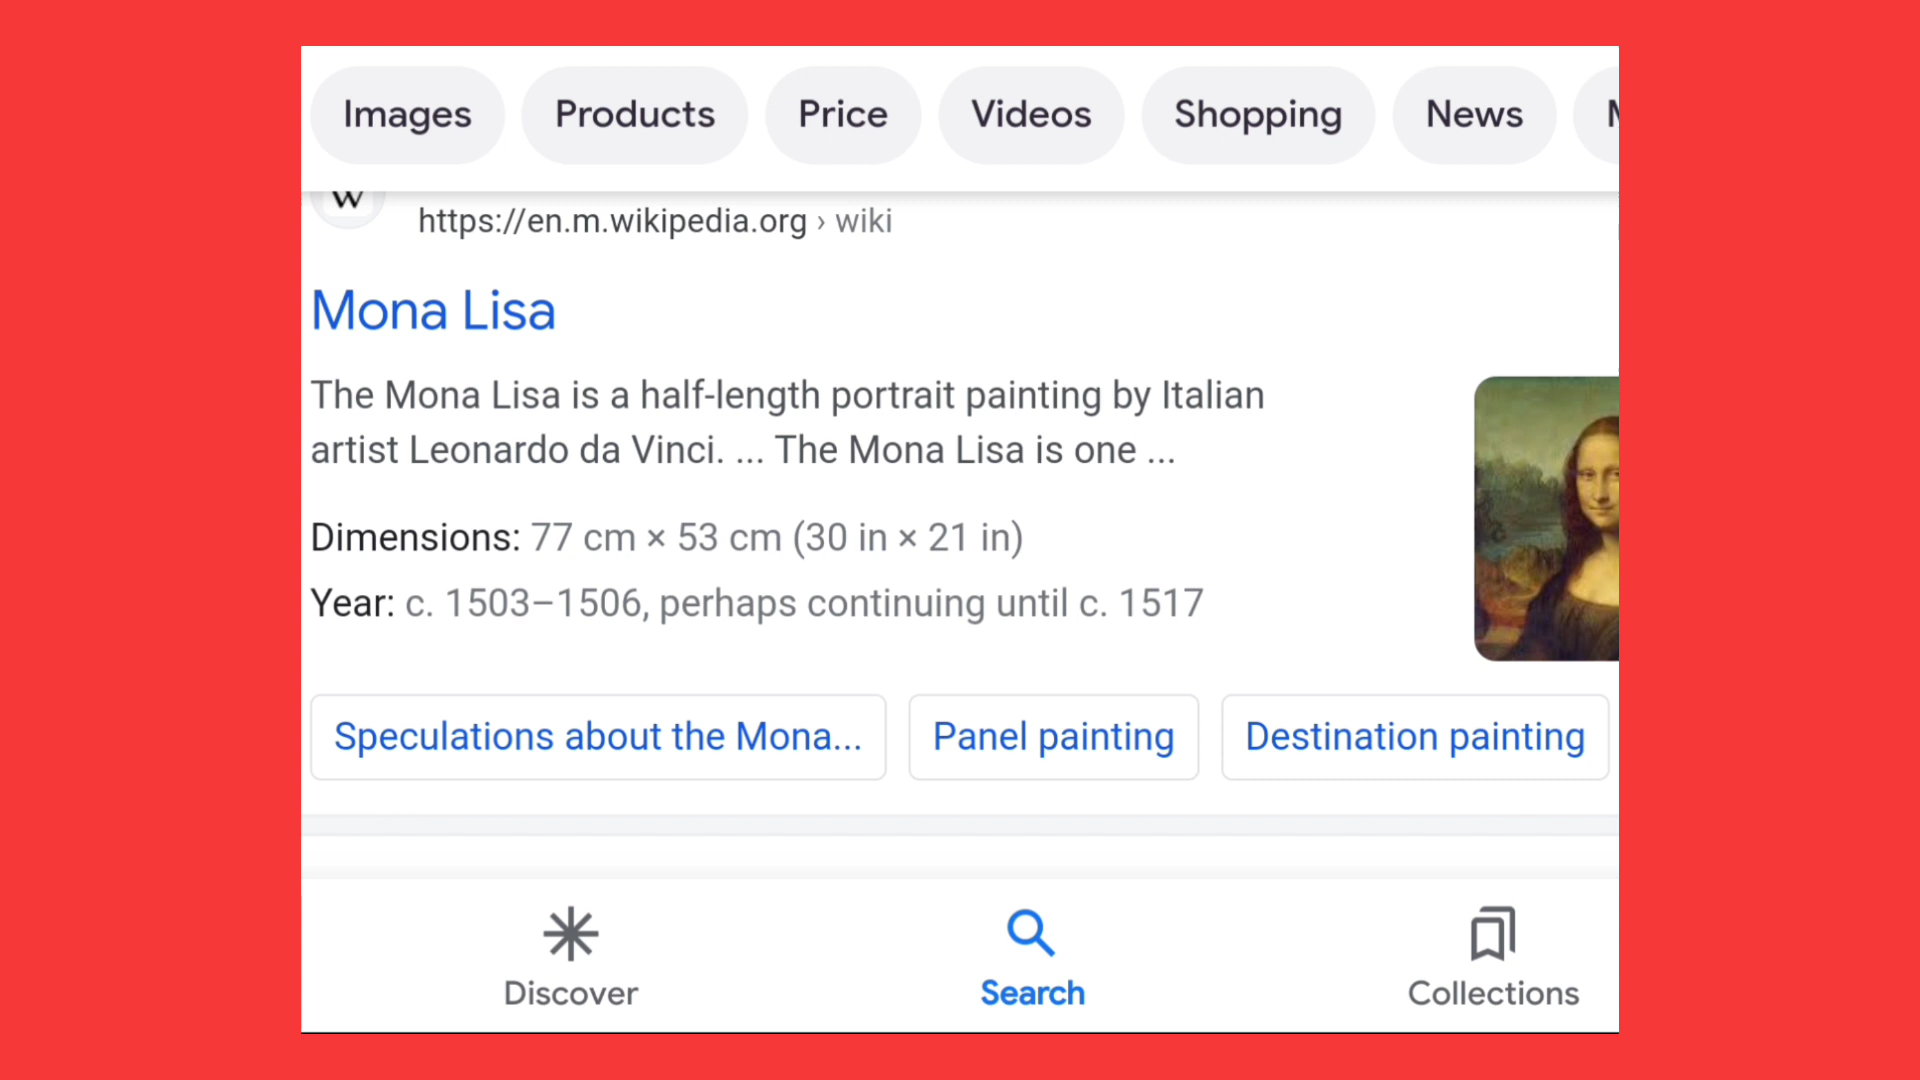 Images Products Price Videos Shopping News
W
https://en.m.wikipedia.org › wiki
Mona Lisa
The Mona Lisa is a half-length portrait painting by Italian
artist Leonardo da Vinci. ... The Mona Lisa is one ...
Dimensions: 77 cm × 53 cm (30 in × 21 in)
Year: c. 1503–1506, perhaps continuing until c. 1517
Speculations about the Mona... Panel painting Destination painting
Discover Search Collections